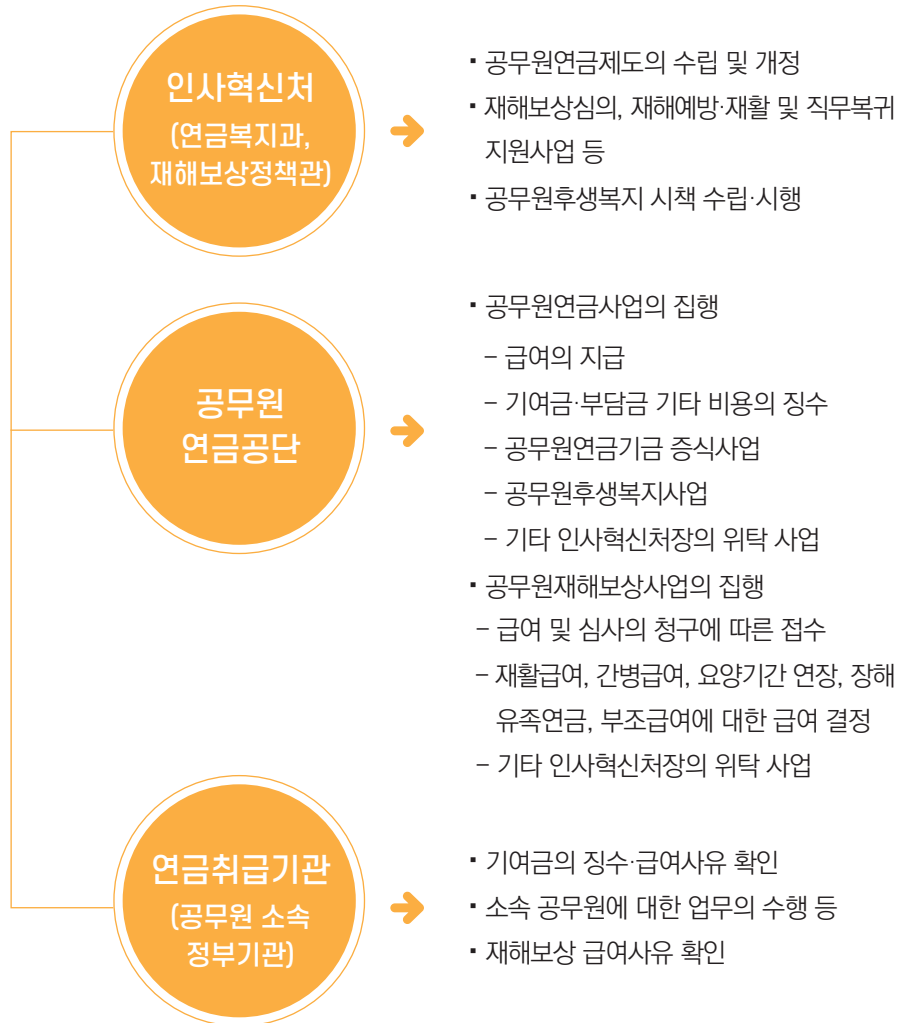 인사혁신처
(연금복지과,
재해보상정책관)
▪ 공무원연금제도의 수립 및 개정
▪ 재해보상심의, 재해예방·재활 및 직무복귀
지원사업 등
▪ 공무원후생복지 시책 수립·시행
공무원
연금공단
▪ 공무원연금사업의 집행
– 급여의 지급
– 기여금·부담금 기타 비용의 징수
– 공무원연금기금 증식사업
– 공무원후생복지사업
– 기타 인사혁신처장의 위탁 사업
▪ 공무원재해보상사업의 집행
– 급여 및 심사의 청구에 따른 접수
– 재활급여, 간병급여, 요양기간 연장, 장해
유족연금, 부조급여에 대한 급여 결정
– 기타 인사혁신처장의 위탁 사업
연금취급기관
(공무원 소속
정부기관)
▪ 기여금의 징수·급여사유 확인
▪ 소속 공무원에 대한 업무의 수행 등
▪ 재해보상 급여사유 확인